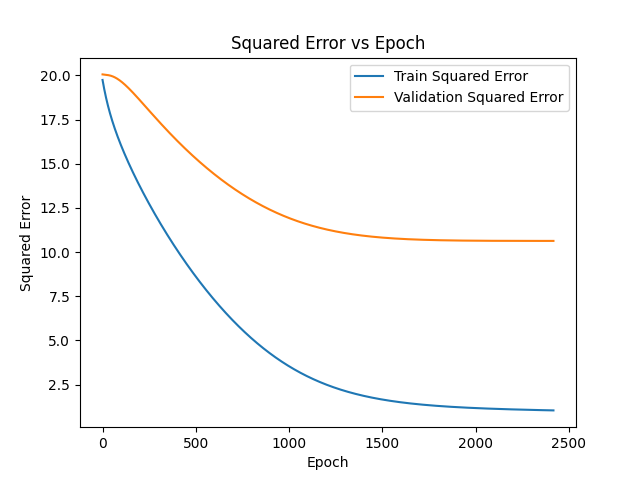 Squared Error vs Epoch
Train Squared Error
Validation Squared Error
20.0
17.5
15.0
12.5
10.0
7.5
5.0
2.5
Squared Error
0
500
1000
1500
2000
2500
Epoch